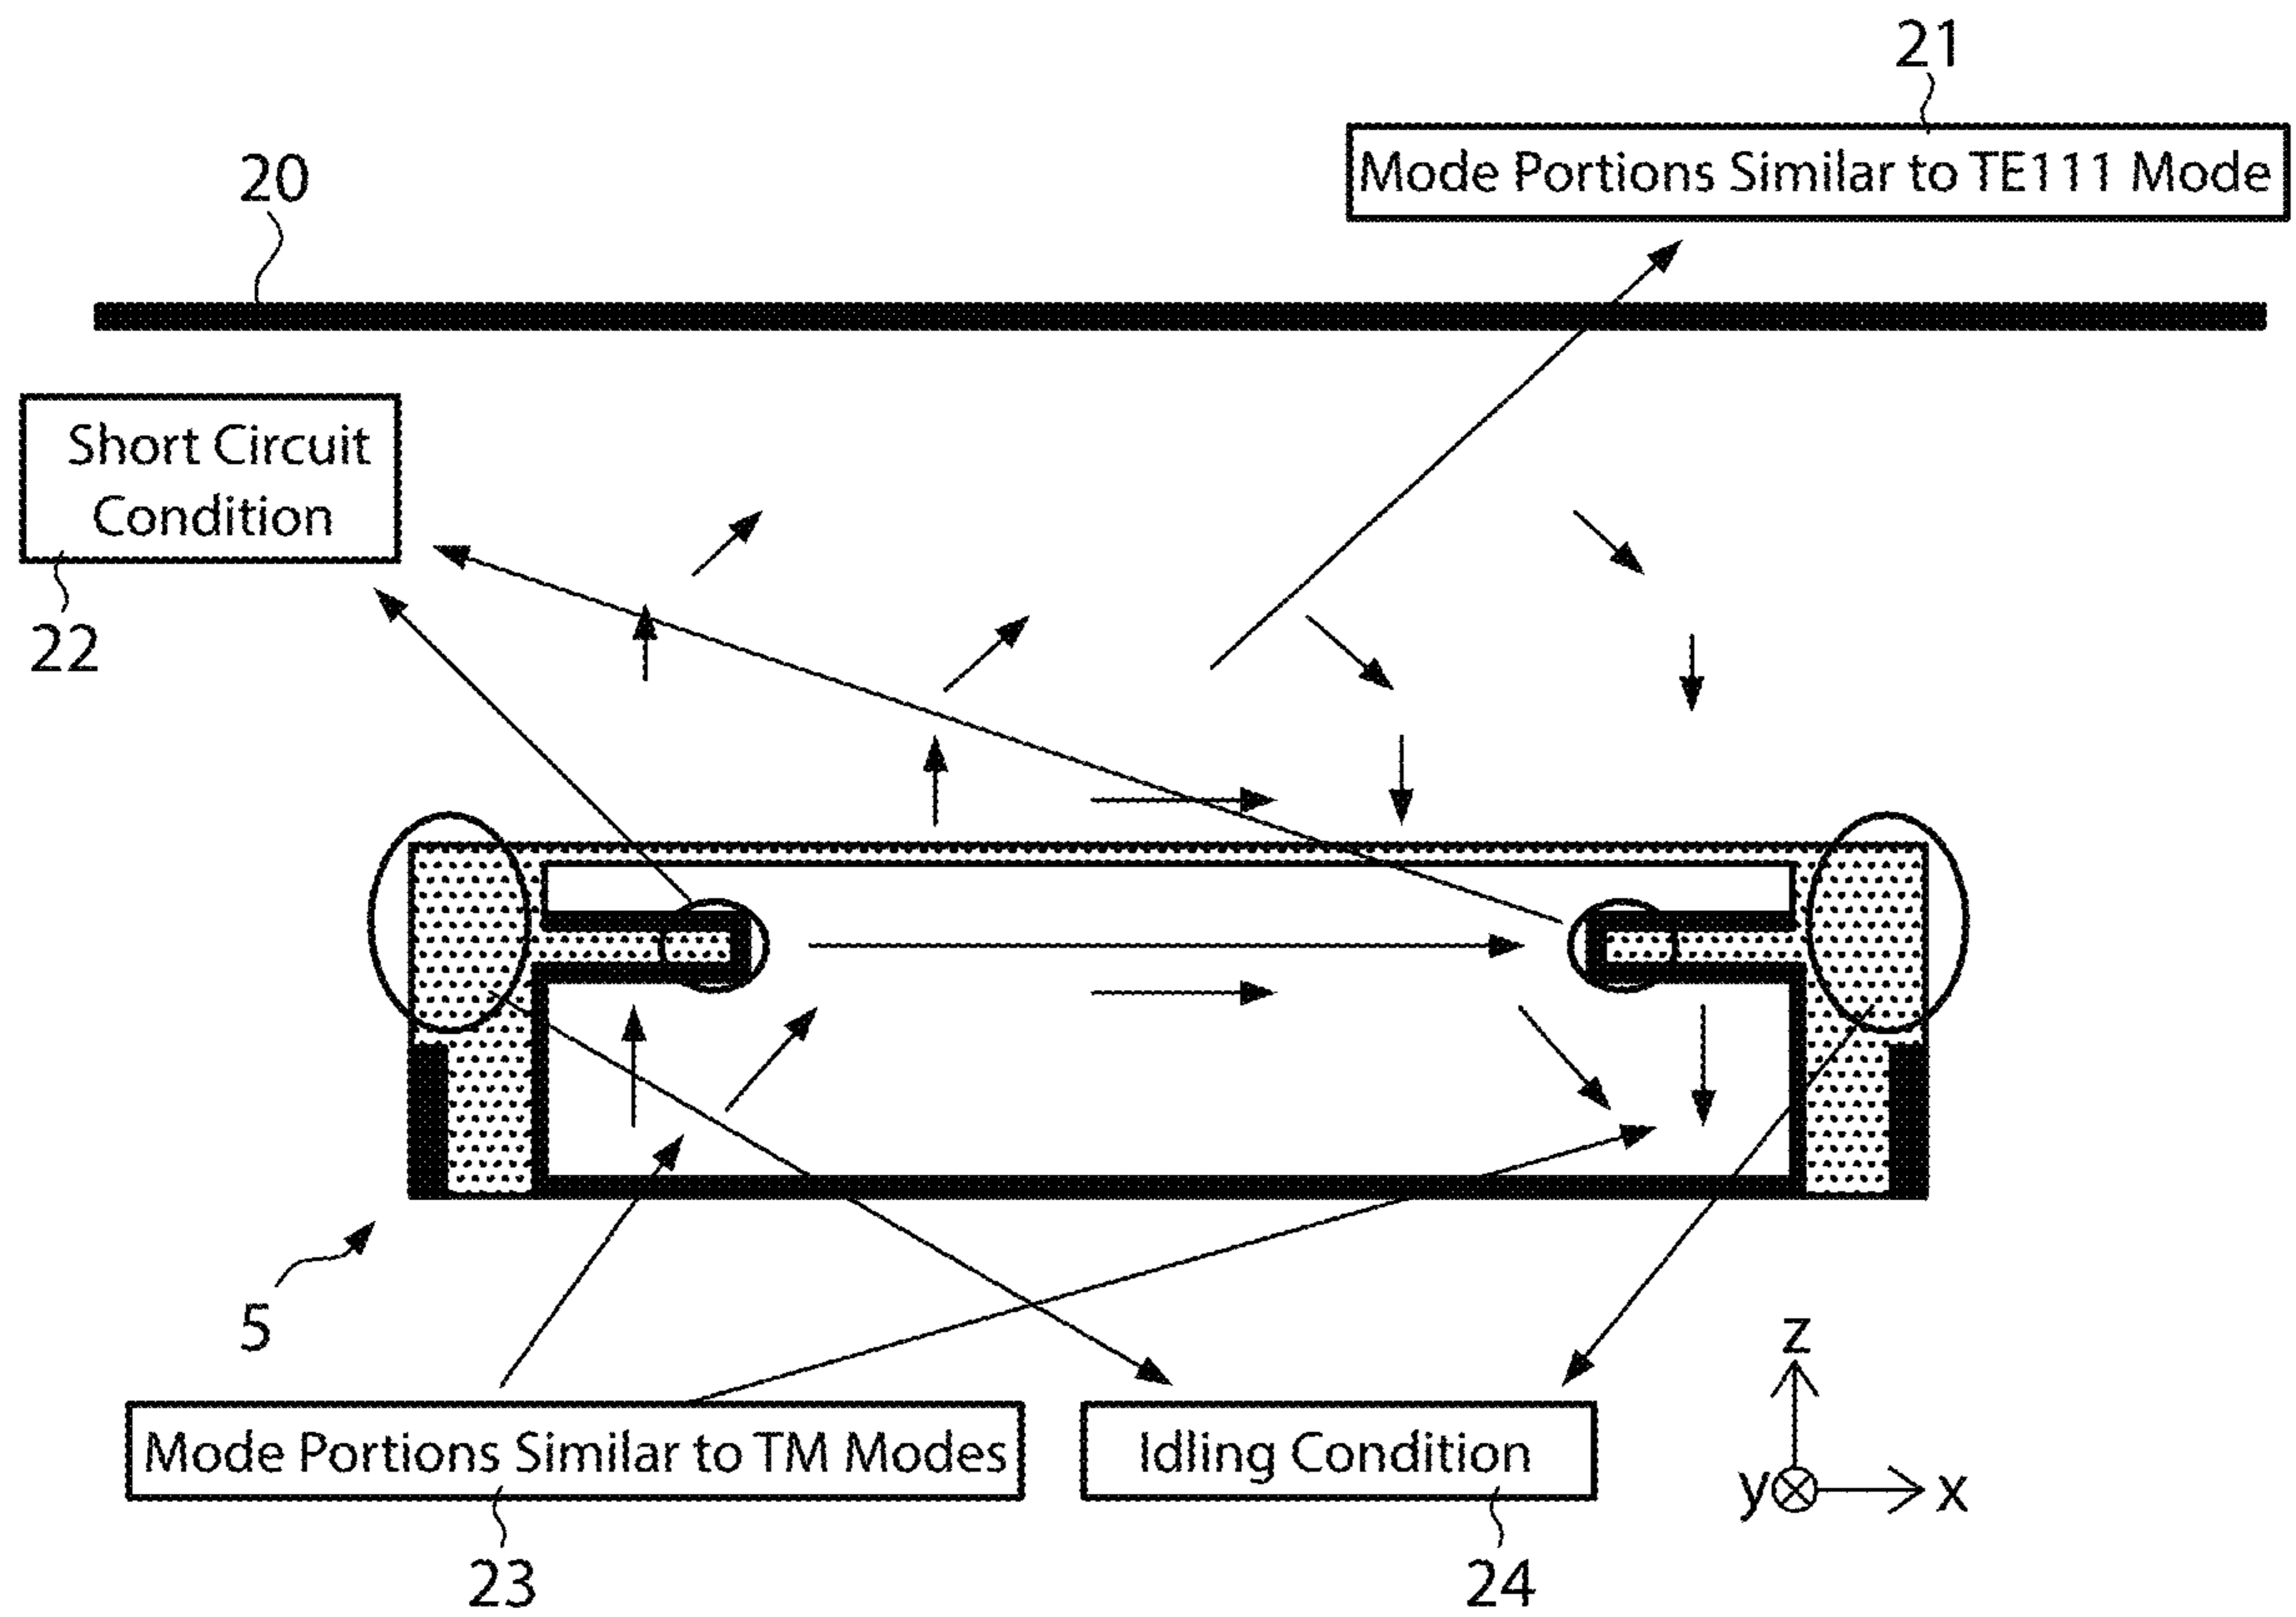 21
Mode Portions Similar to TE111 Mode
20
Short Circuit
Condition
22
5
z
Mode Portions Similar to TM Modes
Idling Condition
y
x
23
24